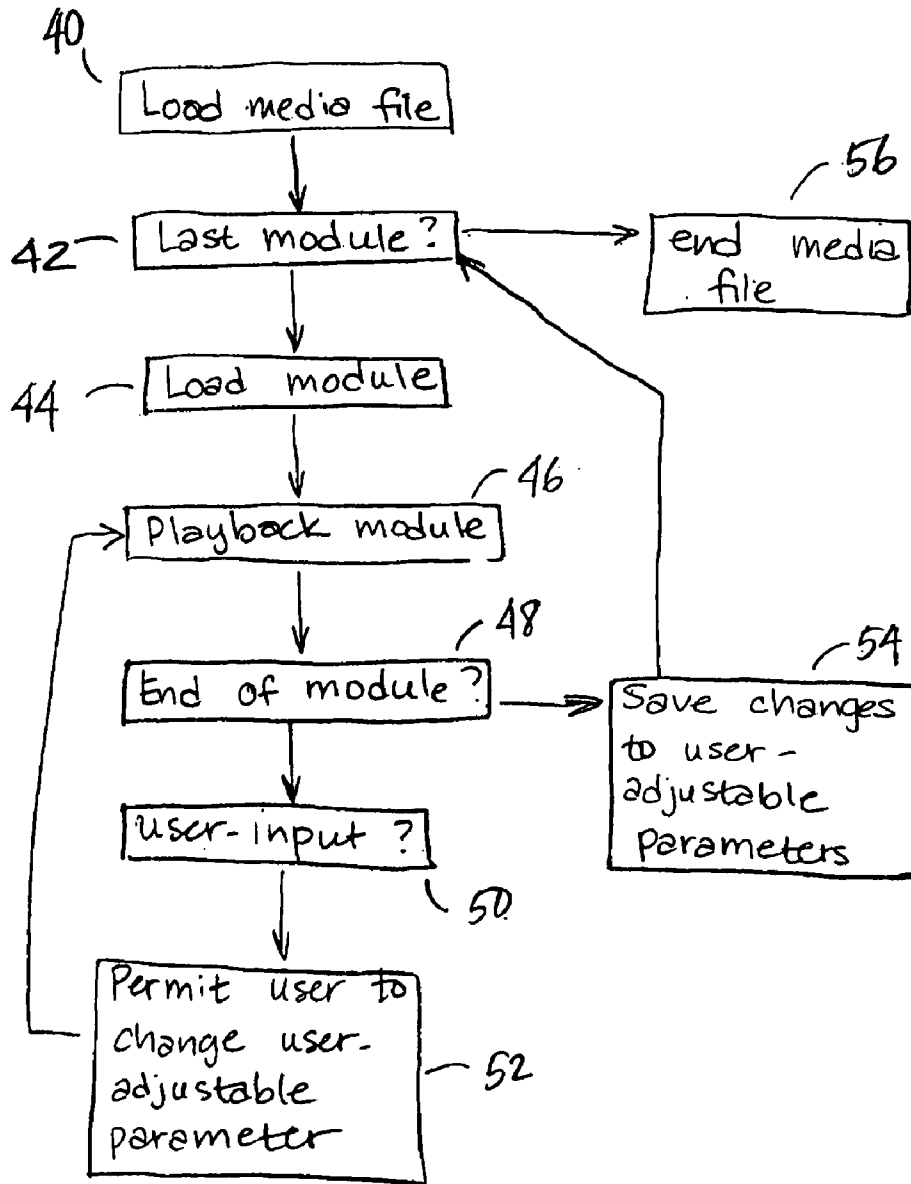 40
Load media file
56
42
Last module?
end media
file
44
Load module
46
Playback module
48
End of module?
54
Save changes
to user-
adjustable
parameters
user-input ?
50
Permit user to
change user-
adjustable
parameter
52